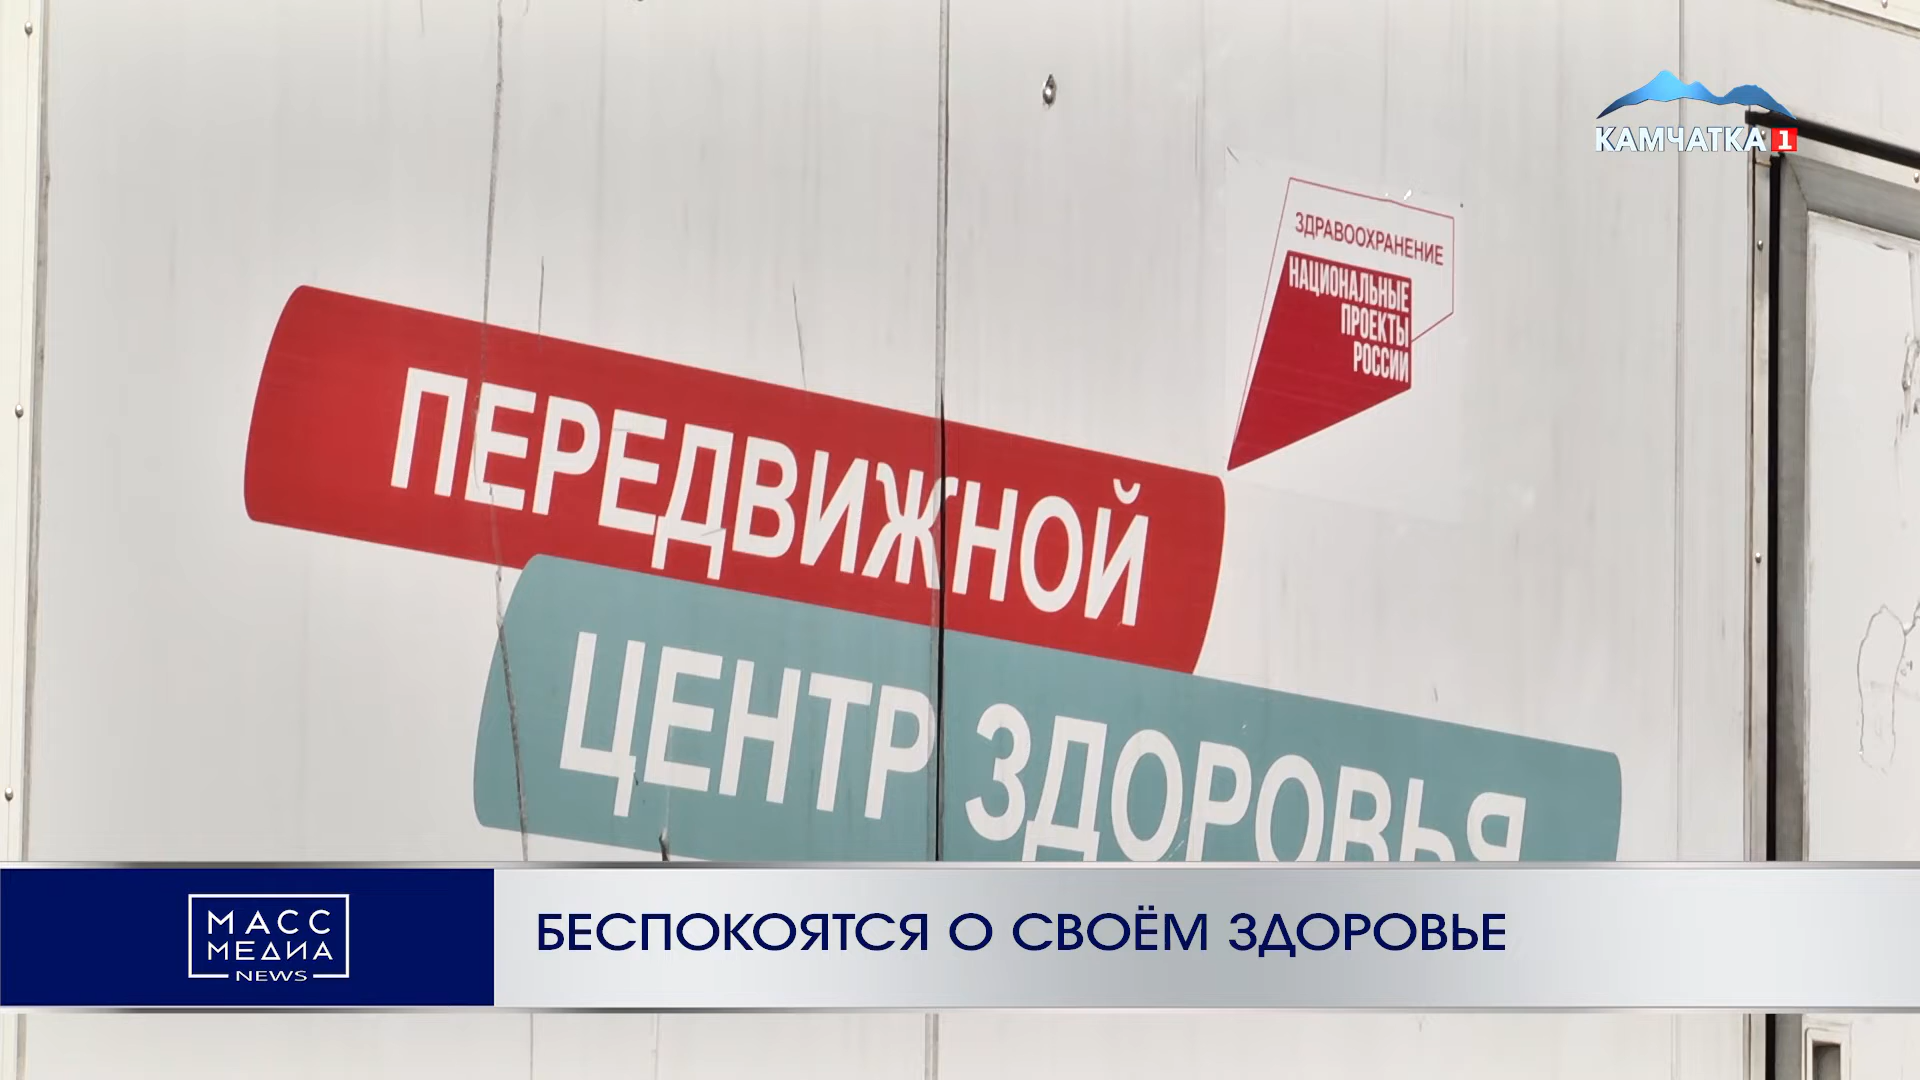 КАМЧАТКА 1
ЗДРАВООХРАНЕНИЕ
НАЦИОНАЛЬНЫЕ
ПРОЕКТЫ
РОССИИ
ПЕРЕДВИЖНОЙ
ЦЕНТР ЗДОРОВЬЯ
МАСС
МЕДИА
NEWS
БЕСПОКОЯТСЯ О СВОЁМ ЗДОРОВЬЕ